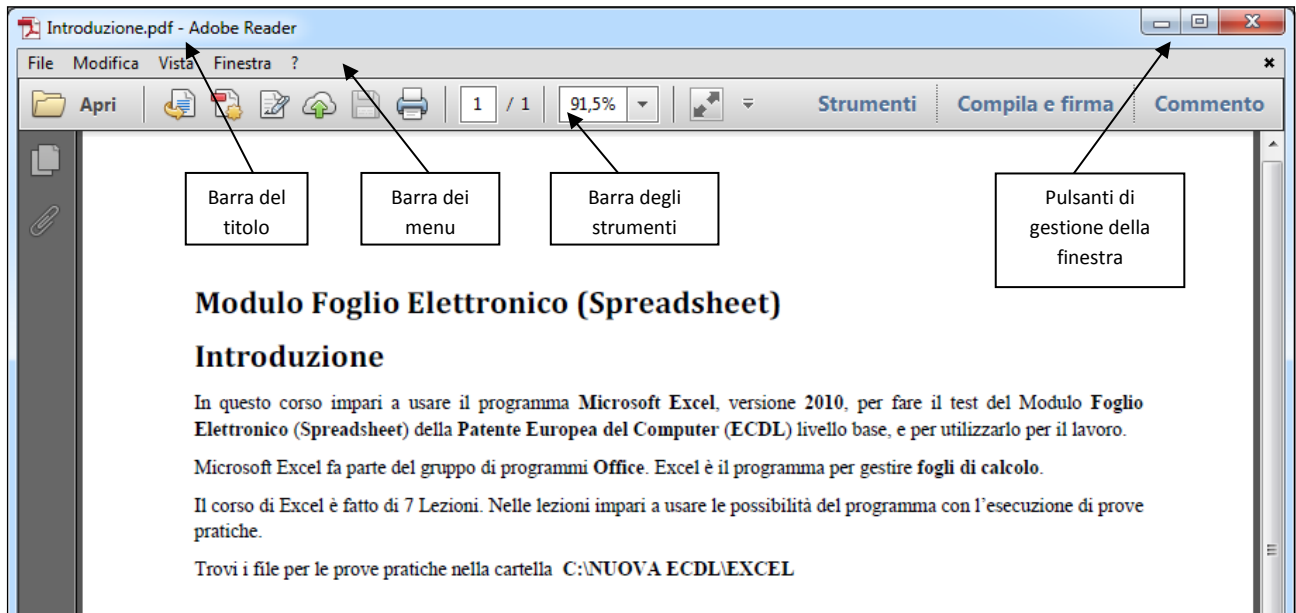 Introduzione.pdf - Adobe Reader
File Modifica Vista Finestra ?
Apri 1 / 1 91,5% Strumenti Compila e firma Commento
Barra del
titolo
Barra dei
menu
Barra degli
strumenti
Pulsanti di
gestione della
finestra
Modulo Foglio Elettronico (Spreadsheet)
Introduzione
In questo corso impari a usare il programma Microsoft Excel, versione 2010, per fare il test del Modulo Foglio
Elettronico (Spreadsheet) della Patente Europea del Computer (ECDL) livello base, e per utilizzarlo per il lavoro.
Microsoft Excel fa parte del gruppo di programmi Office. Excel è il programma per gestire fogli di calcolo.
Il corso di Excel è fatto di 7 Lezioni. Nelle lezioni impari a usare le possibilità del programma con l'esecuzione di prove
pratiche.
Trovi i file per le prove pratiche nella cartella C:\NUOVA ECDL\EXCEL